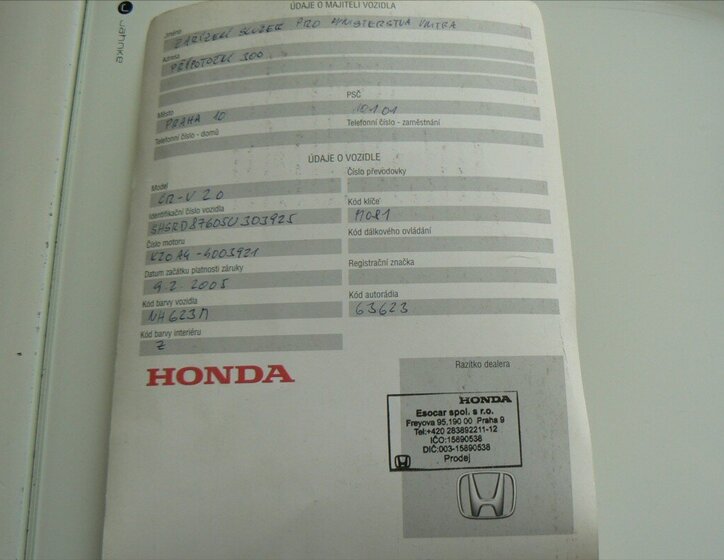 ÚDAJE O MAJITELI VOZIDLA
Jméno
ZAŘÍZENÍ SLUŽEB PRO MINISTERSTVA VNITRA
Adresa
PŘÍPOTOČNÍ 300
Město
PRAHA 10
PSČ
101 01
Telefonní číslo - domů
Telefonní číslo - zaměstnání
ÚDAJE O VOZIDLE
Model
CR-V 2.0
Číslo převodovky
Identifikační číslo vozidla
SHSRD87605U303925
Kód klíče
M081
Číslo motoru
K20A4-4003921
Kód dálkového ovládání
Datum začátku platnosti záruky
9.2. 2005
Registrační značka
Kód barvy vozidla
NH623M
Kód autorádia
63623
Kód barvy interiéru
Z
HONDA
Razítko dealera
HONDA
Esocar spol. s r.o.
Freyova 95,190 00 Praha 9
Tel:+420 283892211-12
IČO:15890538
DIČ:003-15890538
Prodej
Jahnke